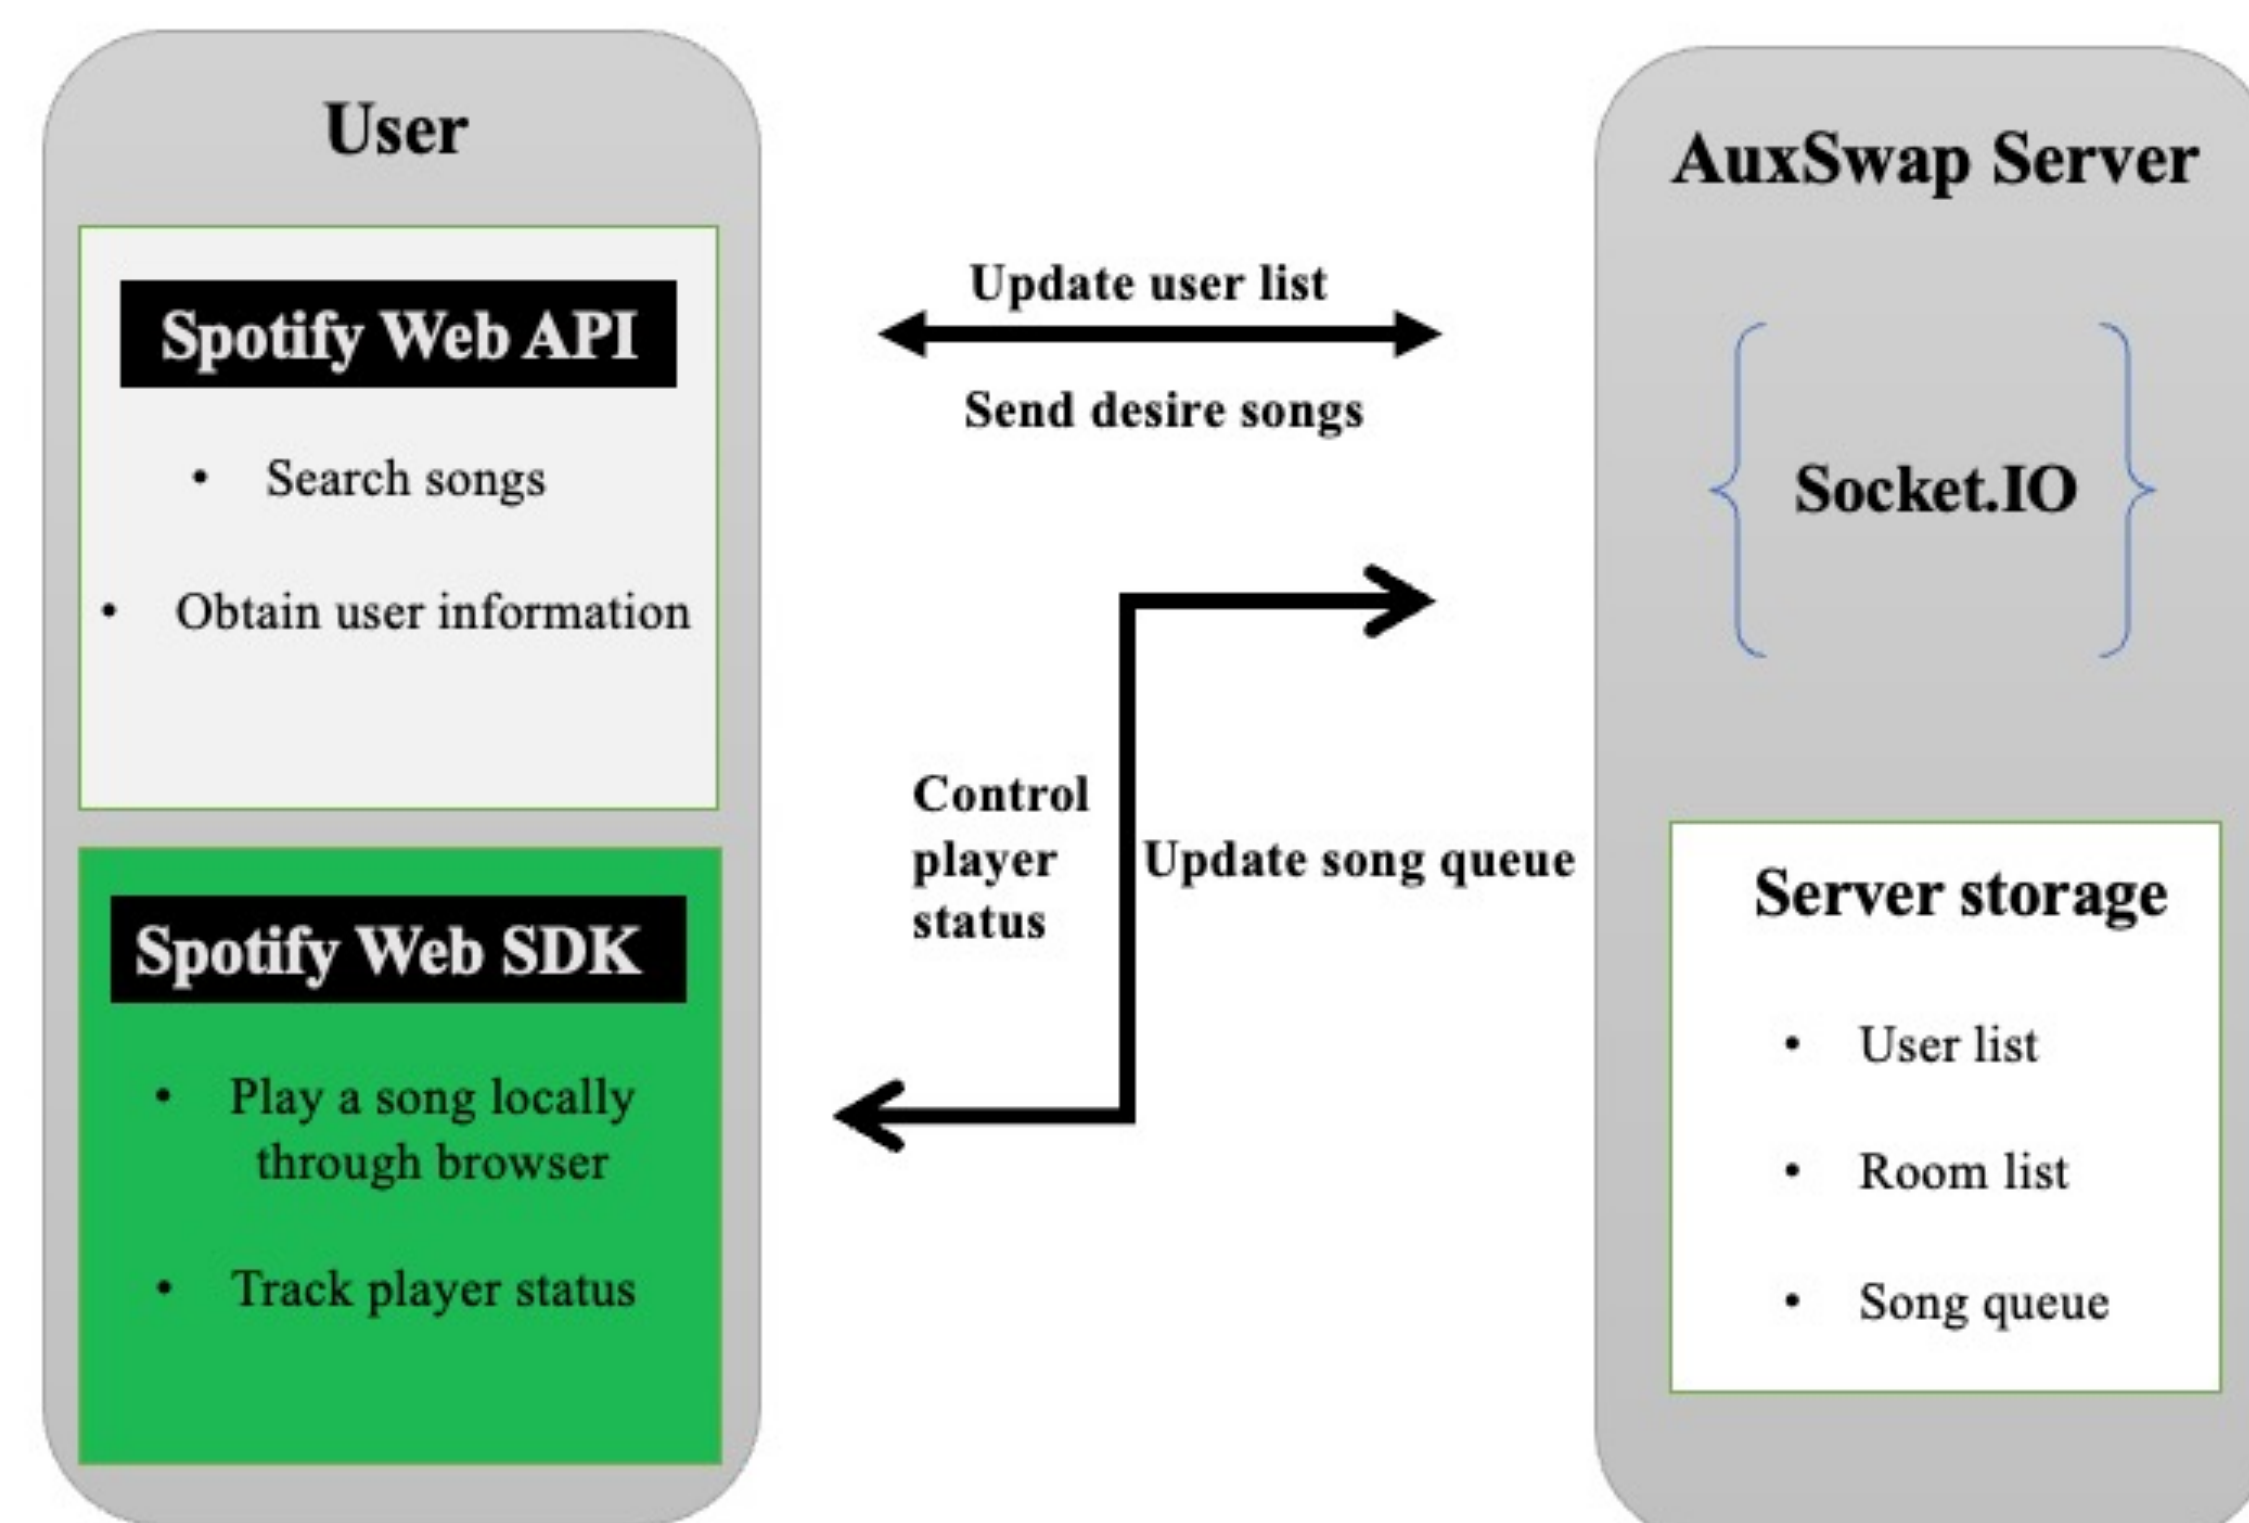 User
Spotify Web API
• Search songs
• Obtain user information
Spotify Web SDK
• Play a song locally
through browser
• Track player status
Update user list
Send desire songs
Control
player
status
Update song queue
AuxSwap Server
Socket.IO
Server storage
• User list
• Room list
• Song queue